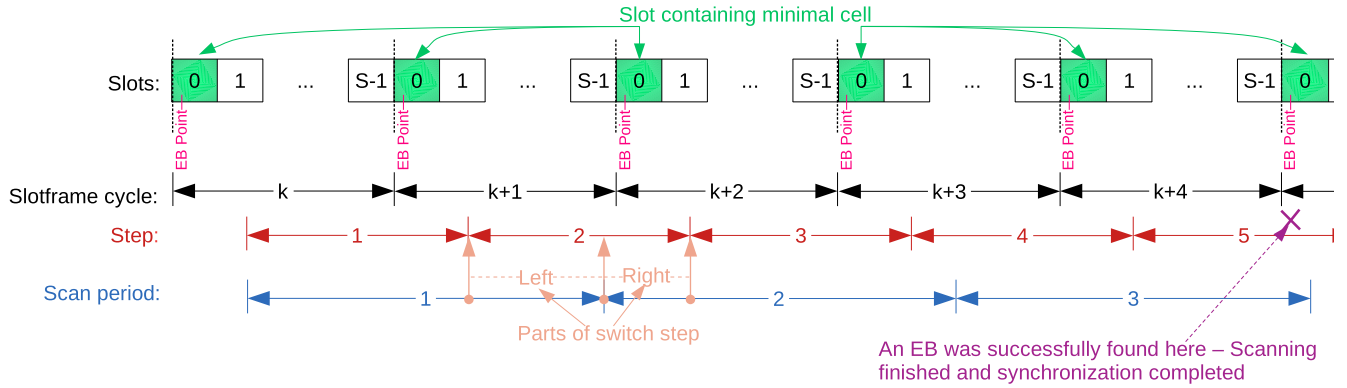 Slot containing minimal cell
Slots: 0 1 ... S-1 0 1 ... S-1 0 1 ... S-1 0 1 ... S-1 0 1 ... S-1 0
EB Point EB Point EB Point EB Point EB Point EB Point
Slotframe cycle: k k+1 k+2 k+3 k+4
Step: 1 2 3 4 5
Left Right
Scan period: 1 2 3
Parts of switch step
An EB was successfully found here – Scanning
finished and synchronization completed